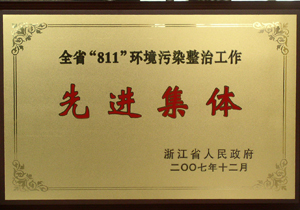 全省“811”环境污染整治工作
先进集体
浙江省人民政府
二〇〇七年十二月